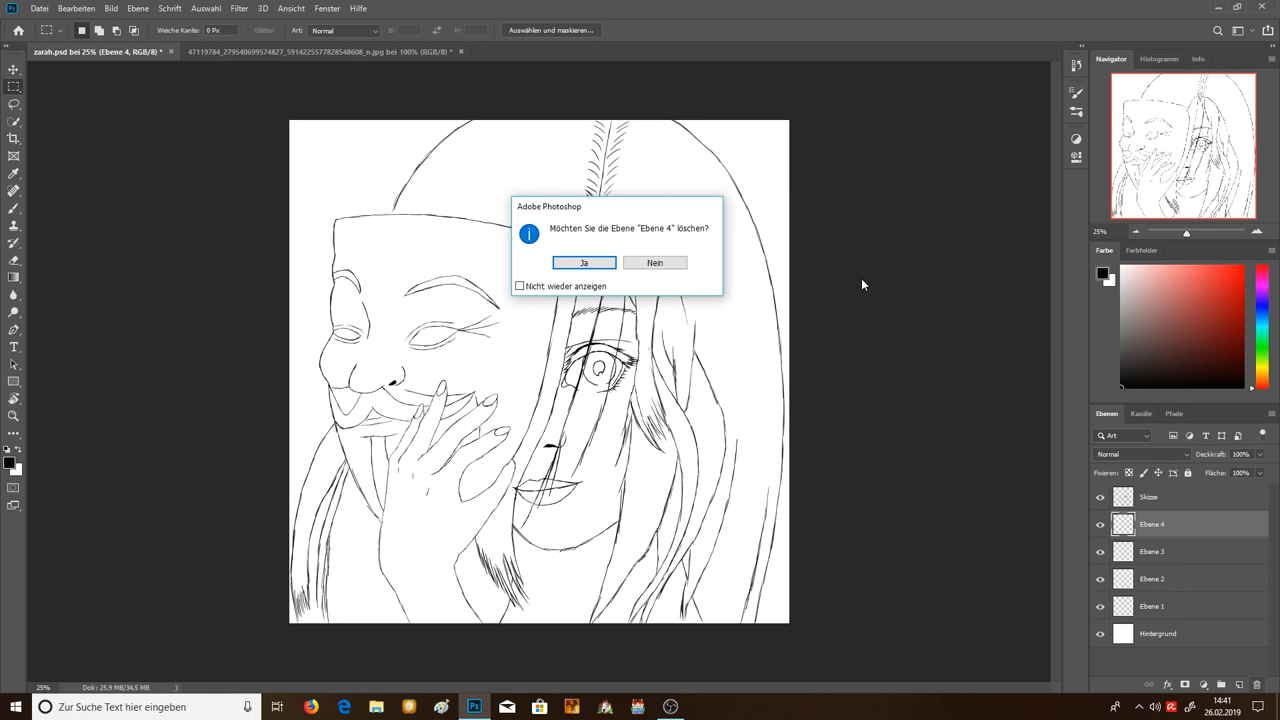 Ps
Datei Bearbeiten Bild Ebene Schrift Auswahl Filter 3D Ansicht Fenster Hilfe
Weiche Kante: 0 Px Glätten Art: Normal B: H: Auswählen und maskieren...
zarah.psd bei 25% (Ebene 4, RGB/8) * × 47119784_279540699574827_5914225577828548608_n.jpg bei 100% (RGB/8) * ×
Adobe Photoshop
Möchten Sie die Ebene "Ebene 4" löschen?
Ja Nein
Nicht wieder anzeigen
Navigator Histogramm Info
25%
Farbe Farbfelder
Ebenen Kanäle Pfade
Art
Normal Deckkraft: 100%
Fixieren: Fläche: 100%
Skizze
Ebene 4
Ebene 3
Ebene 2
Ebene 1
Hintergrund
25% Dok: 25,9 MB/34,5 MB
Zur Suche Text hier eingeben
Ps
14:41
26.02.2019